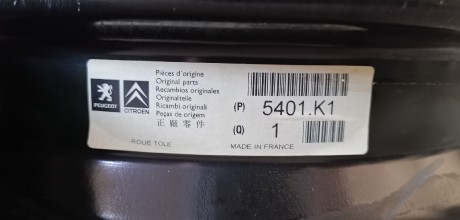 Pièces d'origine
Original parts
Recambios originales
Originalteile
Ricambi originali
Peças de origem
正廠零件
PEUGEOT
CITROËN
(P) 5401.K1
(Q) 1
ROUE TOLE
MADE IN FRANCE